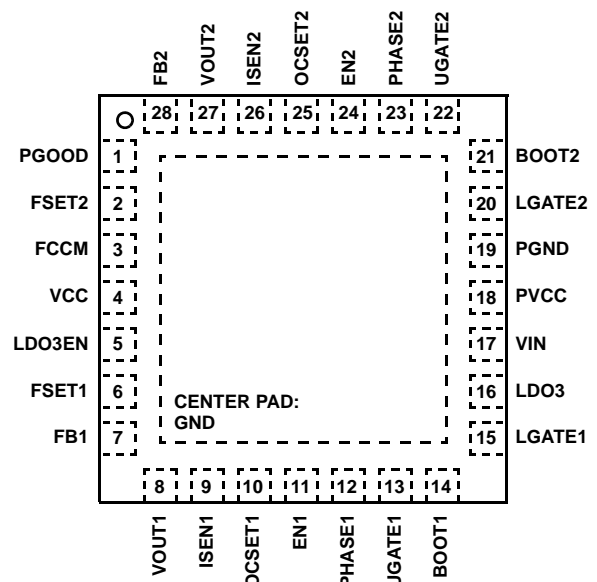 FB2
VOUT2
ISEN2
OCSET2
EN2
PHASE2
UGATE2
28
27
26
25
24
23
22
PGOOD 1
FSET2 2
FCCM 3
VCC 4
LDO3EN 5
FSET1 6
FB1 7
21 BOOT2
20 LGATE2
19 PGND
18 PVCC
17 VIN
16 LDO3
15 LGATE1
CENTER PAD:
GND
8
9
10
11
12
13
14
VOUT1
ISEN1
OCSET1
EN1
PHASE1
UGATE1
BOOT1